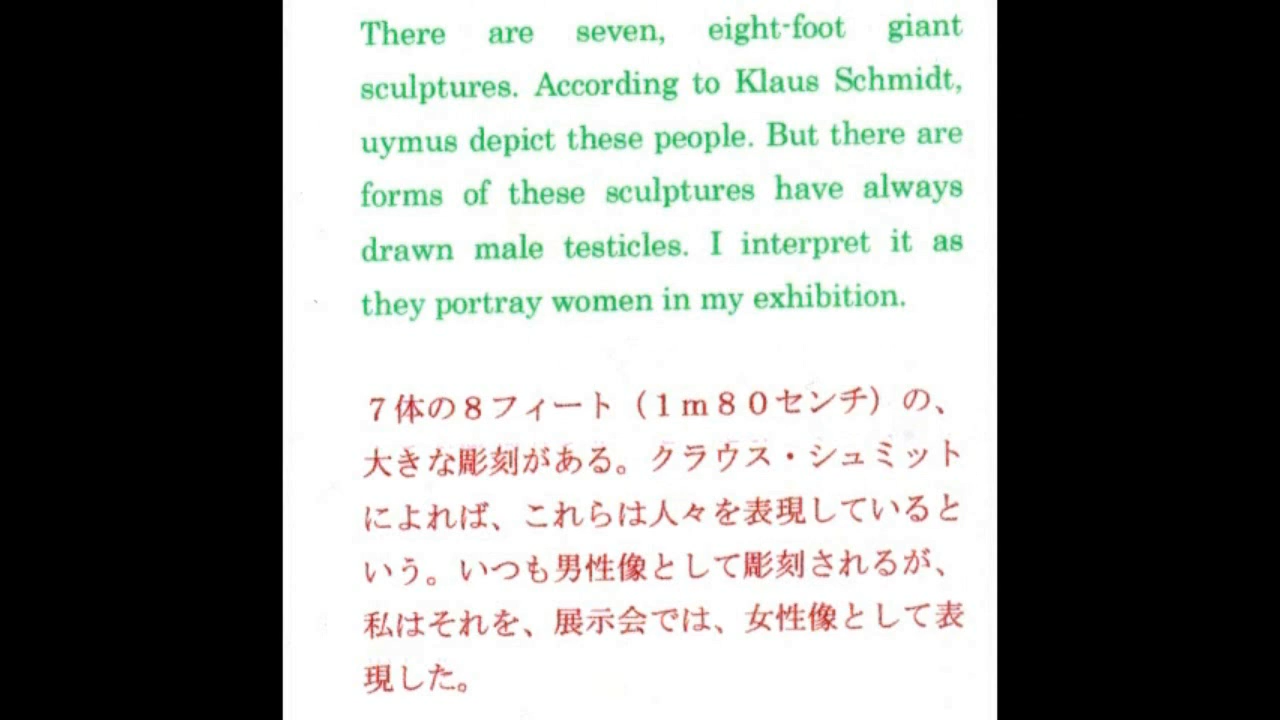 There are seven, eight-foot giant
sculptures. According to Klaus Schmidt,
uymus depict these people. But there are
forms of these sculptures have always
drawn male testicles. I interpret it as
they portray women in my exhibition.
７体の８フィート（１ｍ８０センチ）の、
大きな彫刻がある。クラウス・シュミット
によれば、これらは人々を表現していると
いう。いつも男性像として彫刻されるが、
私はそれを、展示会では、女性像として表
現した。